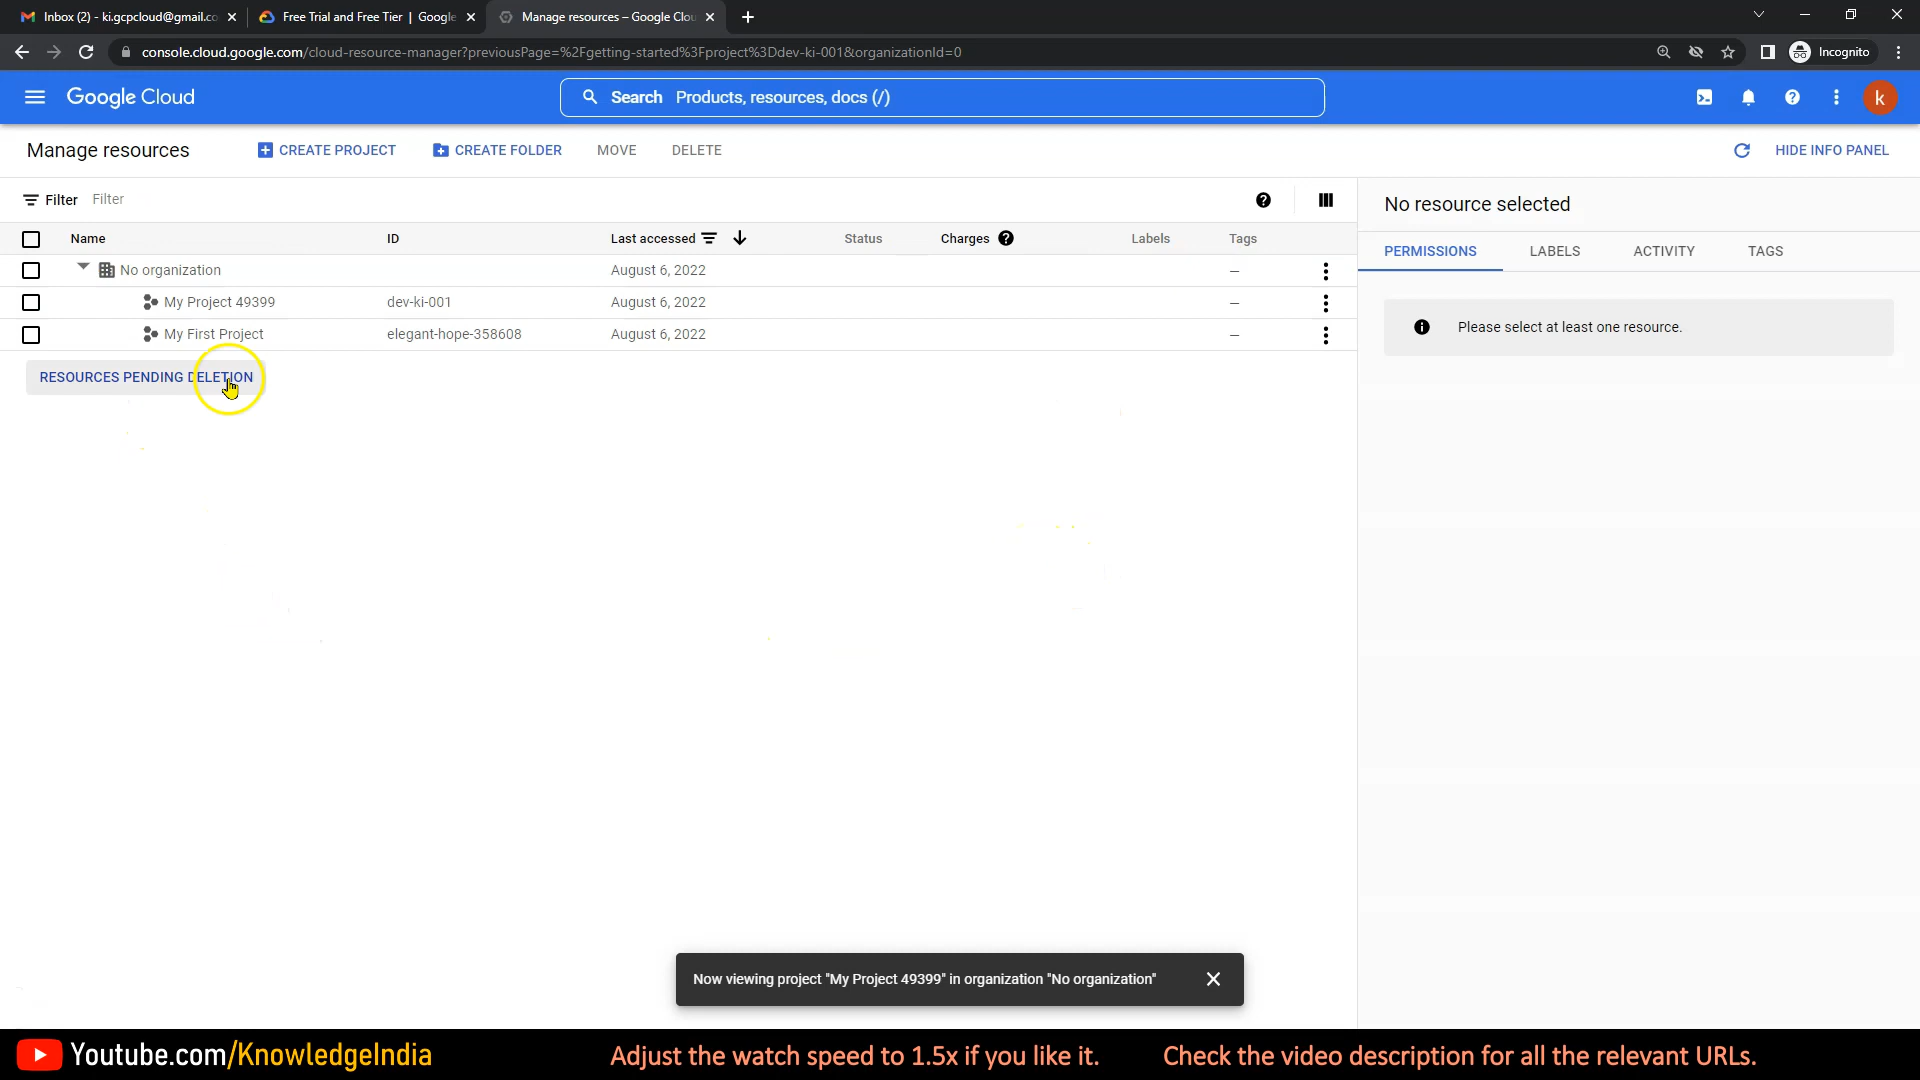 Inbox (2) - ki.gcpcloud@gmail.co
Free Trial and Free Tier | Google
Manage resources – Google Clou
console.cloud.google.com/cloud-resource-manager?previousPage=%2Fgetting-started%3Fproject%3Ddev-ki-001&organizationId=0
Incognito
Google Cloud
Search Products, resources, docs (/)
k
Manage resources
CREATE PROJECT
CREATE FOLDER
MOVE
DELETE
HIDE INFO PANEL
Filter Filter
Name ID Last accessed Status Charges Labels Tags
No organization August 6, 2022 –
My Project 49399 dev-ki-001 August 6, 2022 –
My First Project elegant-hope-358608 August 6, 2022 –
RESOURCES PENDING DELETION
No resource selected
PERMISSIONS LABELS ACTIVITY TAGS
Please select at least one resource.
Now viewing project "My Project 49399" in organization "No organization"
Youtube.com/KnowledgeIndia
Adjust the watch speed to 1.5x if you like it.
Check the video description for all the relevant URLs.